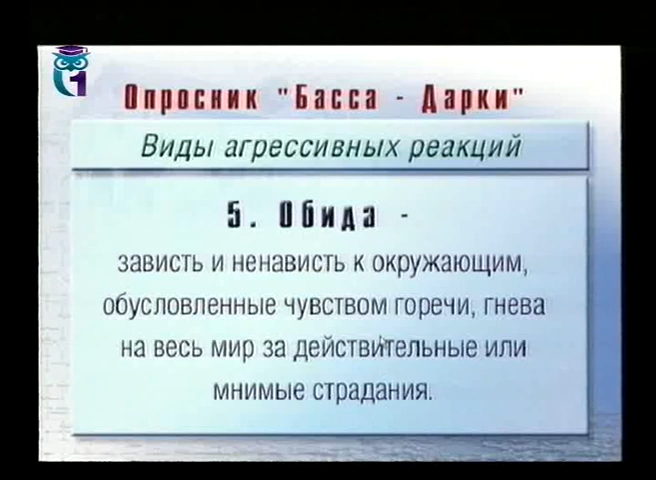 1
Опросник "Басса - Дарки"
Виды агрессивных реакций
5. Обида -
зависть и ненависть к окружающим,
обусловленные чувством горечи, гнева
на весь мир за действительные или
мнимые страдания.